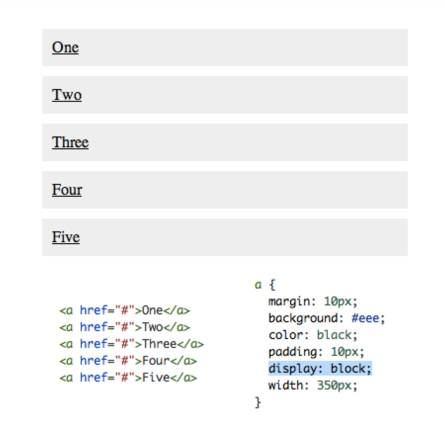 One
Two
Three
Four
Five
<a href="#">One</a>
<a href="#">Two</a>
<a href="#">Three</a>
<a href="#">Four</a>
<a href="#">Five</a>
a {
margin: 10px;
background: #eee;
color: black;
padding: 10px;
display: block;
width: 350px;
}